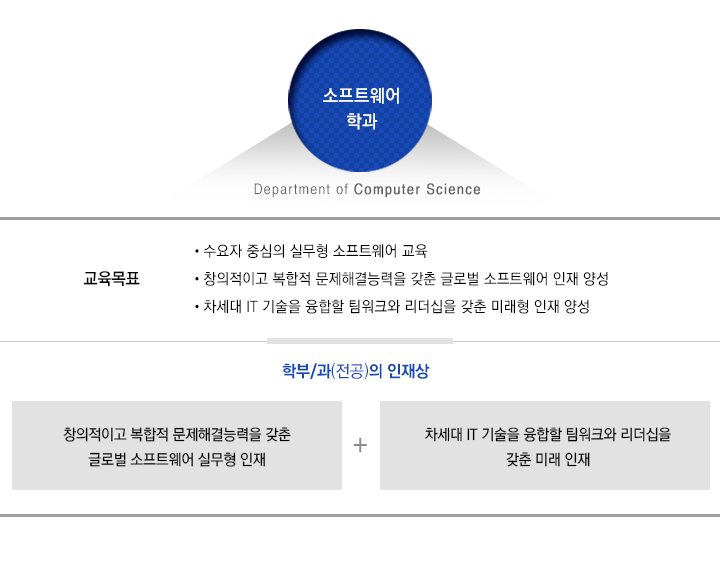 소프트웨어
학과
Department of Computer Science
교육목표
• 수요자 중심의 실무형 소프트웨어 교육
• 창의적이고 복합적 문제해결능력을 갖춘 글로벌 소프트웨어 인재 양성
• 차세대 IT 기술을 융합할 팀워크와 리더십을 갖춘 미래형 인재 양성
학부/과(전공)의 인재상
창의적이고 복합적 문제해결능력을 갖춘
글로벌 소프트웨어 실무형 인재
+
차세대 IT 기술을 융합할 팀워크와 리더십을
갖춘 미래 인재